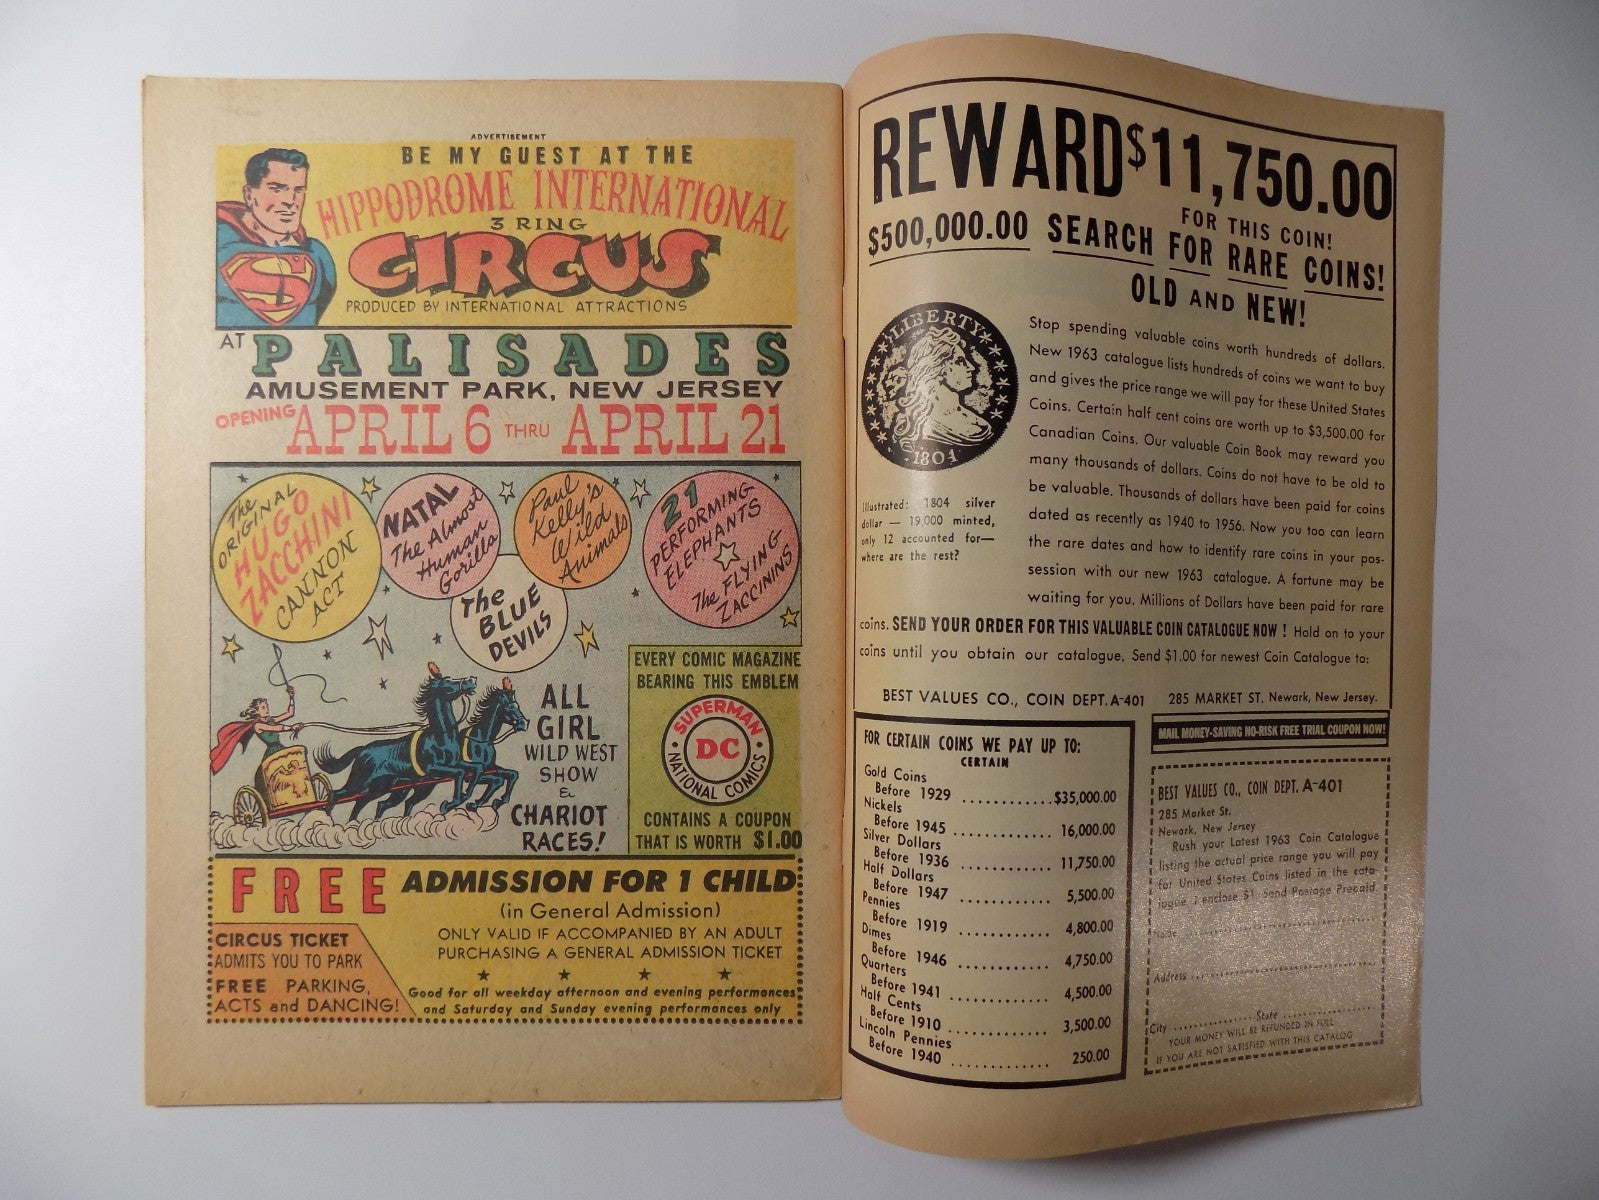 ADVERTISEMENT
BE MY GUEST AT THE
HIPPODROME INTERNATIONAL
3 RING
CIRCUS
PRODUCED BY INTERNATIONAL ATTRACTIONS
S
AT PALISADES
AMUSEMENT PARK, NEW JERSEY
OPENING APRIL 6 THRU APRIL 21
The
ORIGINAL
HUGO
ZACCHINI
CANNON
ACT
NATAL
The Almost
Human
Gorilla
Paul
Kelly's
Wild
Animals
21
PERFORMING
ELEPHANTS
The FLYING
ZACCININS
The
BLUE
DEVILS
ALL
GIRL
WILD WEST
SHOW
&
CHARIOT
RACES!
EVERY COMIC MAGAZINE
BEARING THIS EMBLEM
SUPERMAN
DC
NATIONAL COMICS
CONTAINS A COUPON
THAT IS WORTH $1.00
FREE ADMISSION FOR 1 CHILD
(in General Admission)
ONLY VALID IF ACCOMPANIED BY AN ADULT
PURCHASING A GENERAL ADMISSION TICKET
CIRCUS TICKET
ADMITS YOU TO PARK
FREE PARKING,
ACTS and DANCING!
Good for all weekday afternoon and evening performances
and Saturday and Sunday evening performances only
REWARD $11,750.00
FOR THIS COIN!
$500,000.00 SEARCH FOR RARE COINS!
OLD AND NEW!
LIBERTY
1804
Illustrated: 1804 silver
dollar — 19,000 minted,
only 12 accounted for—
where are the rest?
Stop spending valuable coins worth hundreds of dollars.
New 1963 catalogue lists hundreds of coins we want to buy
and gives the price range we will pay for these United States
Coins. Certain half cent coins are worth up to $3,500.00 for
Canadian Coins. Our valuable Coin Book may reward you
many thousands of dollars. Coins do not have to be old to
be valuable. Thousands of dollars have been paid for coins
dated as recently as 1940 to 1956. Now you too can learn
the rare dates and how to identify rare coins in your pos-
session with our new 1963 catalogue. A fortune may be
waiting for you. Millions of Dollars have been paid for rare
coins. SEND YOUR ORDER FOR THIS VALUABLE COIN CATALOGUE NOW ! Hold on to your
coins until you obtain our catalogue. Send $1.00 for newest Coin Catalogue to:
BEST VALUES CO., COIN DEPT. A-401 285 MARKET ST. Newark, New Jersey.
FOR CERTAIN COINS WE PAY UP TO:
CERTAIN
Gold Coins
Before 1929 ............ $35,000.00
Nickels
Before 1945 ............ 16,000.00
Silver Dollars
Before 1936 ............ 11,750.00
Half Dollars
Before 1947 ............ 5,500.00
Pennies
Before 1919 ............ 4,800.00
Dimes
Before 1946 ............ 4,750.00
Quarters
Before 1941 ............ 4,500.00
Half Cents
Before 1910 ............ 3,500.00
Lincoln Pennies
Before 1940 ............ 250.00
MAIL MONEY-SAVING NO-RISK FREE TRIAL COUPON NOW!
BEST VALUES CO., COIN DEPT. A-401
285 Market St.
Newark, New Jersey
Rush your Latest 1963 Coin Catalogue
listing the actual price range you will pay
for United States Coins listed in the cata-
logue. I enclose $1. Send Postage Prepaid.
Name
Address
City State
YOUR MONEY WILL BE REFUNDED IN FULL
IF YOU ARE NOT SATISFIED WITH THIS CATALOG